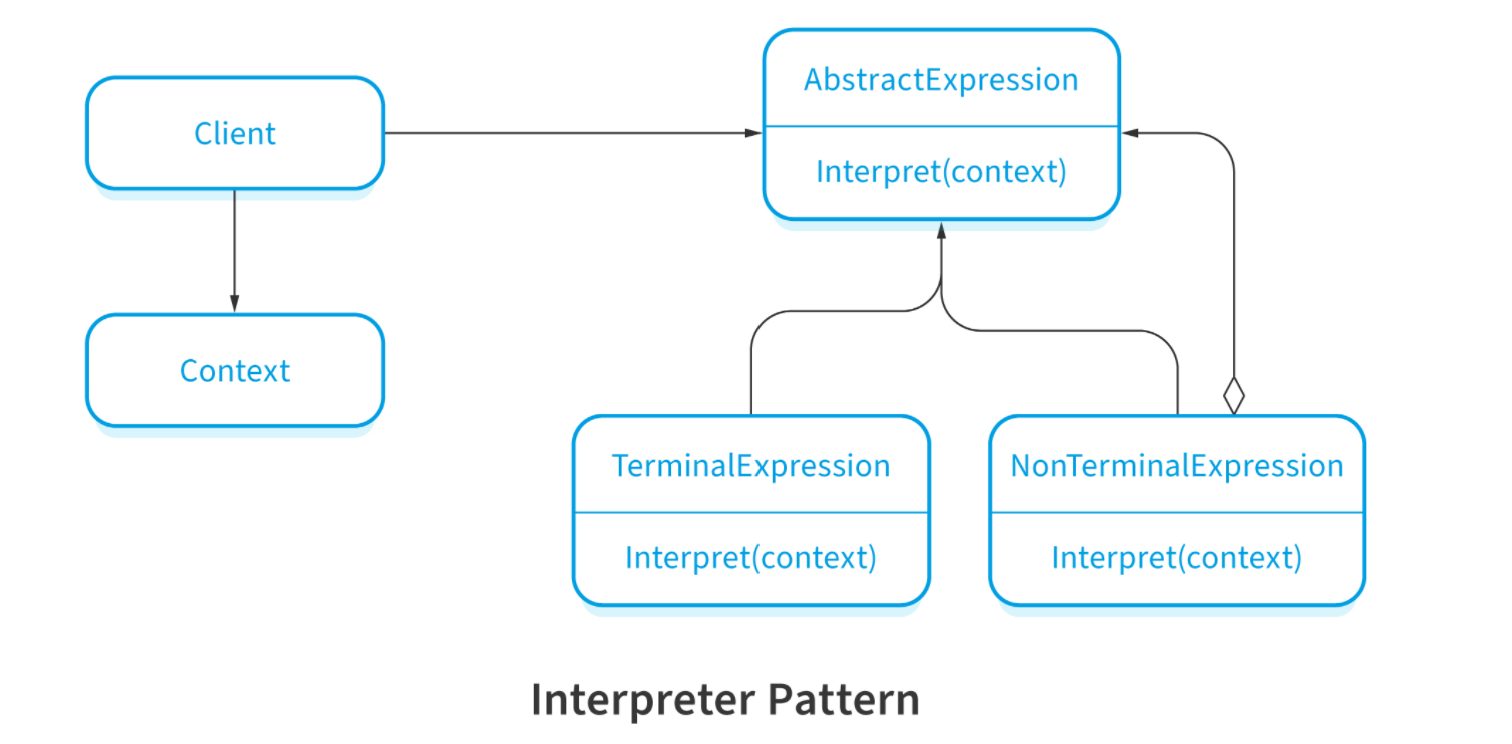 Client
Context
AbstractExpression
Interpret(context)
TerminalExpression
Interpret(context)
NonTerminalExpression
Interpret(context)
Interpreter Pattern